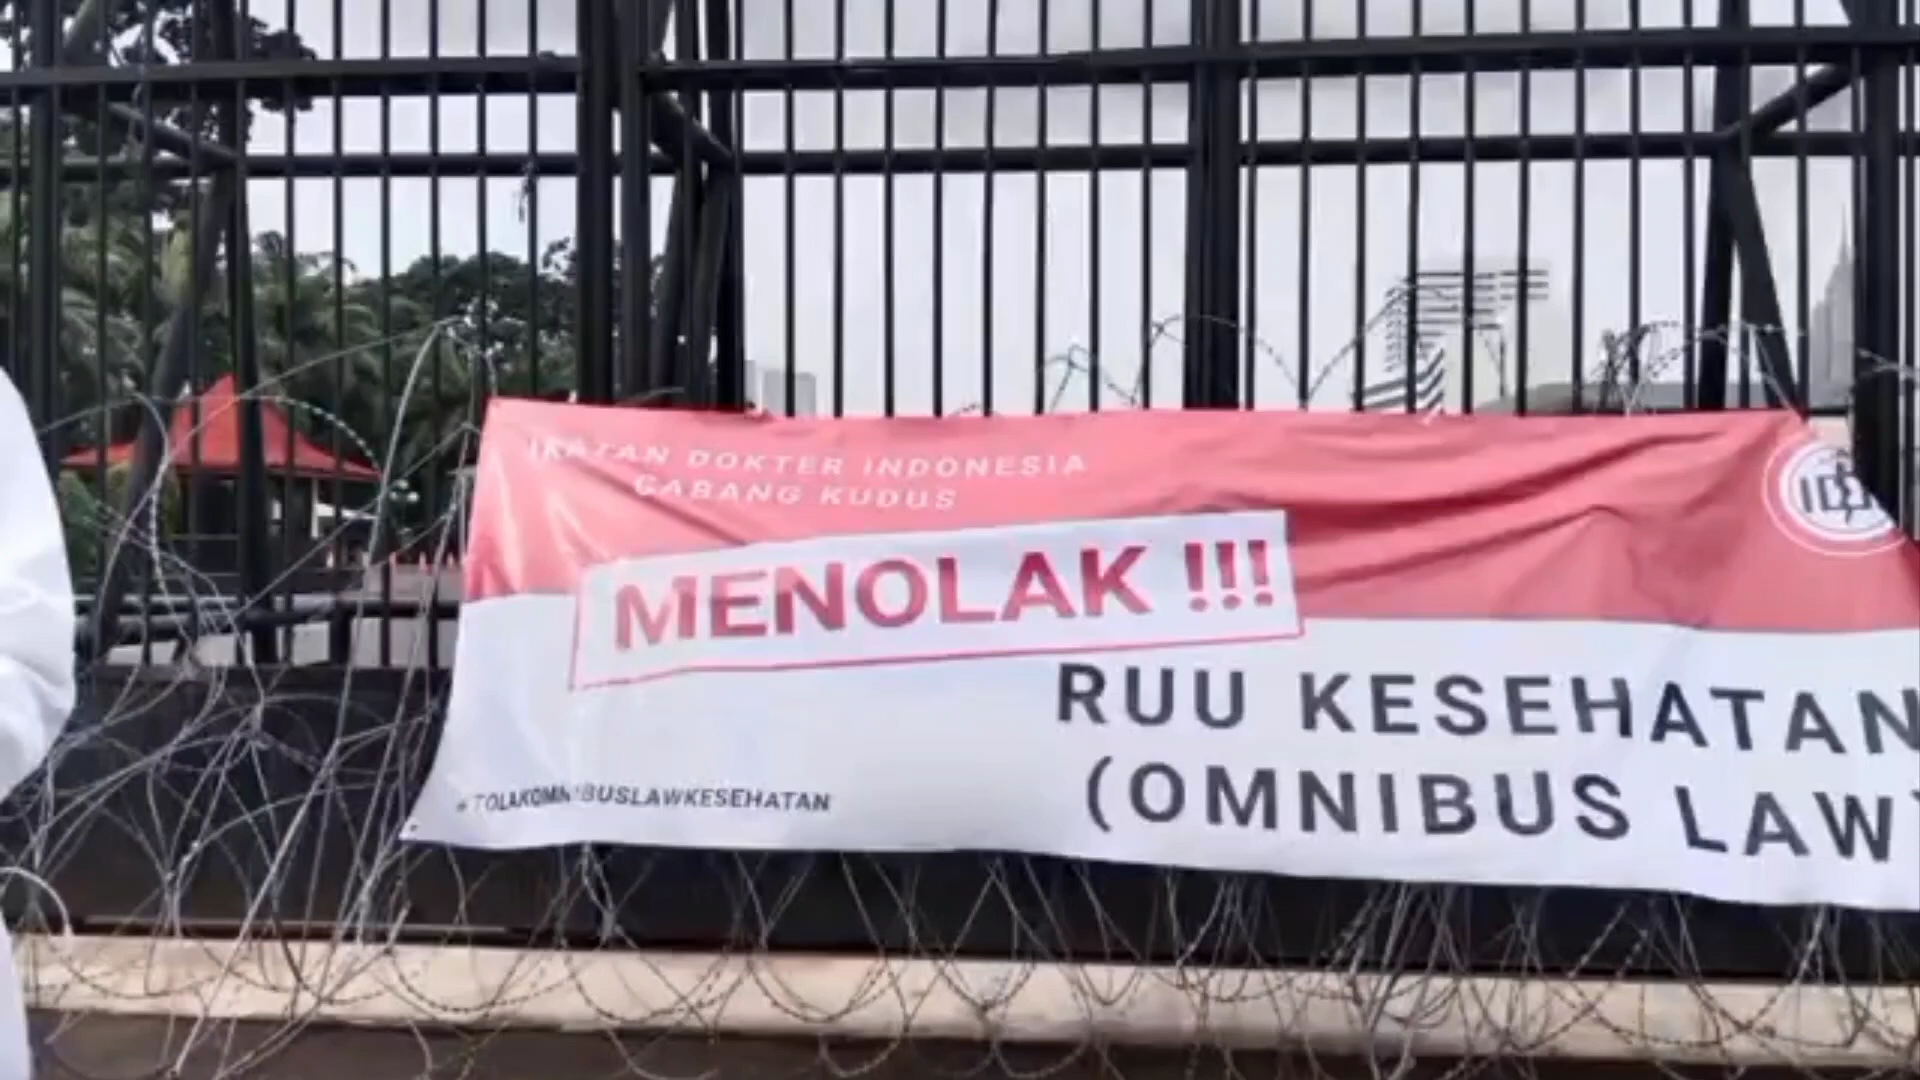 IKATAN DOKTER INDONESIA
CABANG KUDUS
IDI
MENOLAK !!!
RUU KESEHATAN
(OMNIBUS LAW)
#TOLAKOMNIBUSLAWKESEHATAN